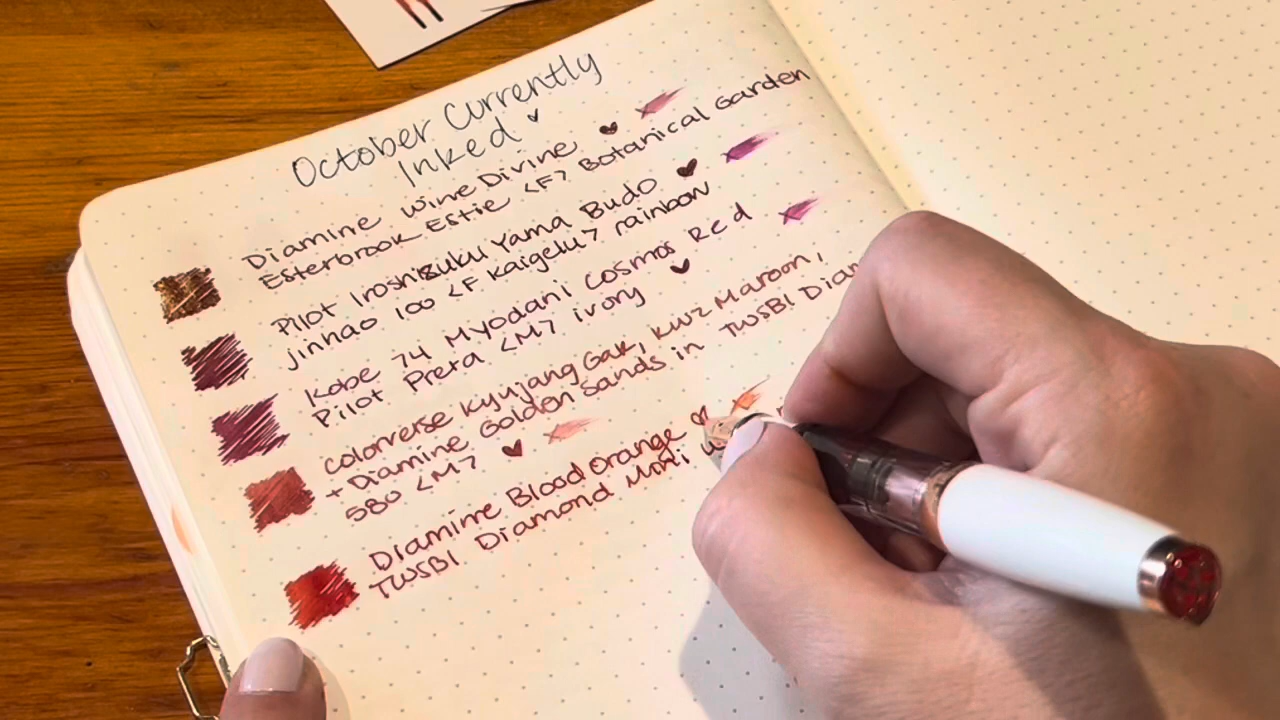 October Currently
Inked
Diamine Wine Divine
Esterbrook Estie <F> Botanical Garden
Pilot Iroshizuku Yama Budo
Jinhao 100 <F Kaigelu> rainbow
Kobe 74 Myodani Cosmos Red
Pilot Prera <M> ivory
Colorverse Kyujang Gak, KWZ Maroon,
+ Diamine Golden Sands in TWSBI Diam
580 <M>
Diamine Blood Orange
TWSBI Diamond Mini